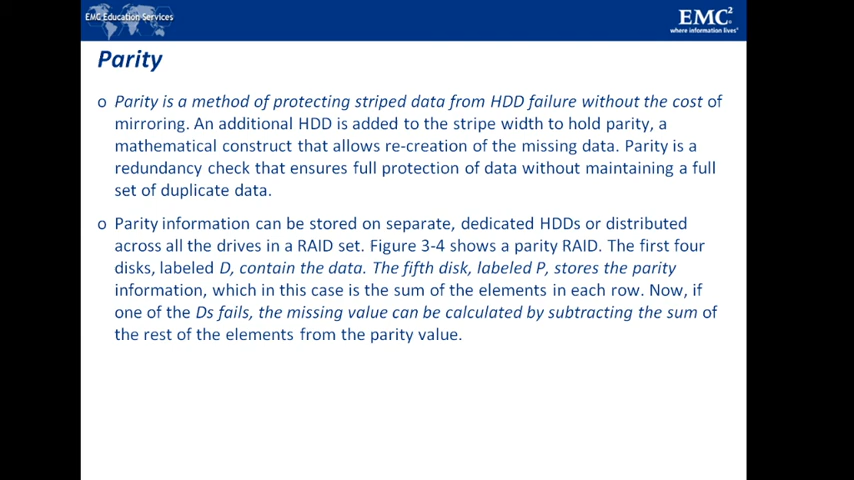 EMC Education Services
EMC²
where information lives®
Parity
o Parity is a method of protecting striped data from HDD failure without the cost of
mirroring. An additional HDD is added to the stripe width to hold parity, a
mathematical construct that allows re-creation of the missing data. Parity is a
redundancy check that ensures full protection of data without maintaining a full
set of duplicate data.
o Parity information can be stored on separate, dedicated HDDs or distributed
across all the drives in a RAID set. Figure 3-4 shows a parity RAID. The first four
disks, labeled D, contain the data. The fifth disk, labeled P, stores the parity
information, which in this case is the sum of the elements in each row. Now, if
one of the Ds fails, the missing value can be calculated by subtracting the sum of
the rest of the elements from the parity value.